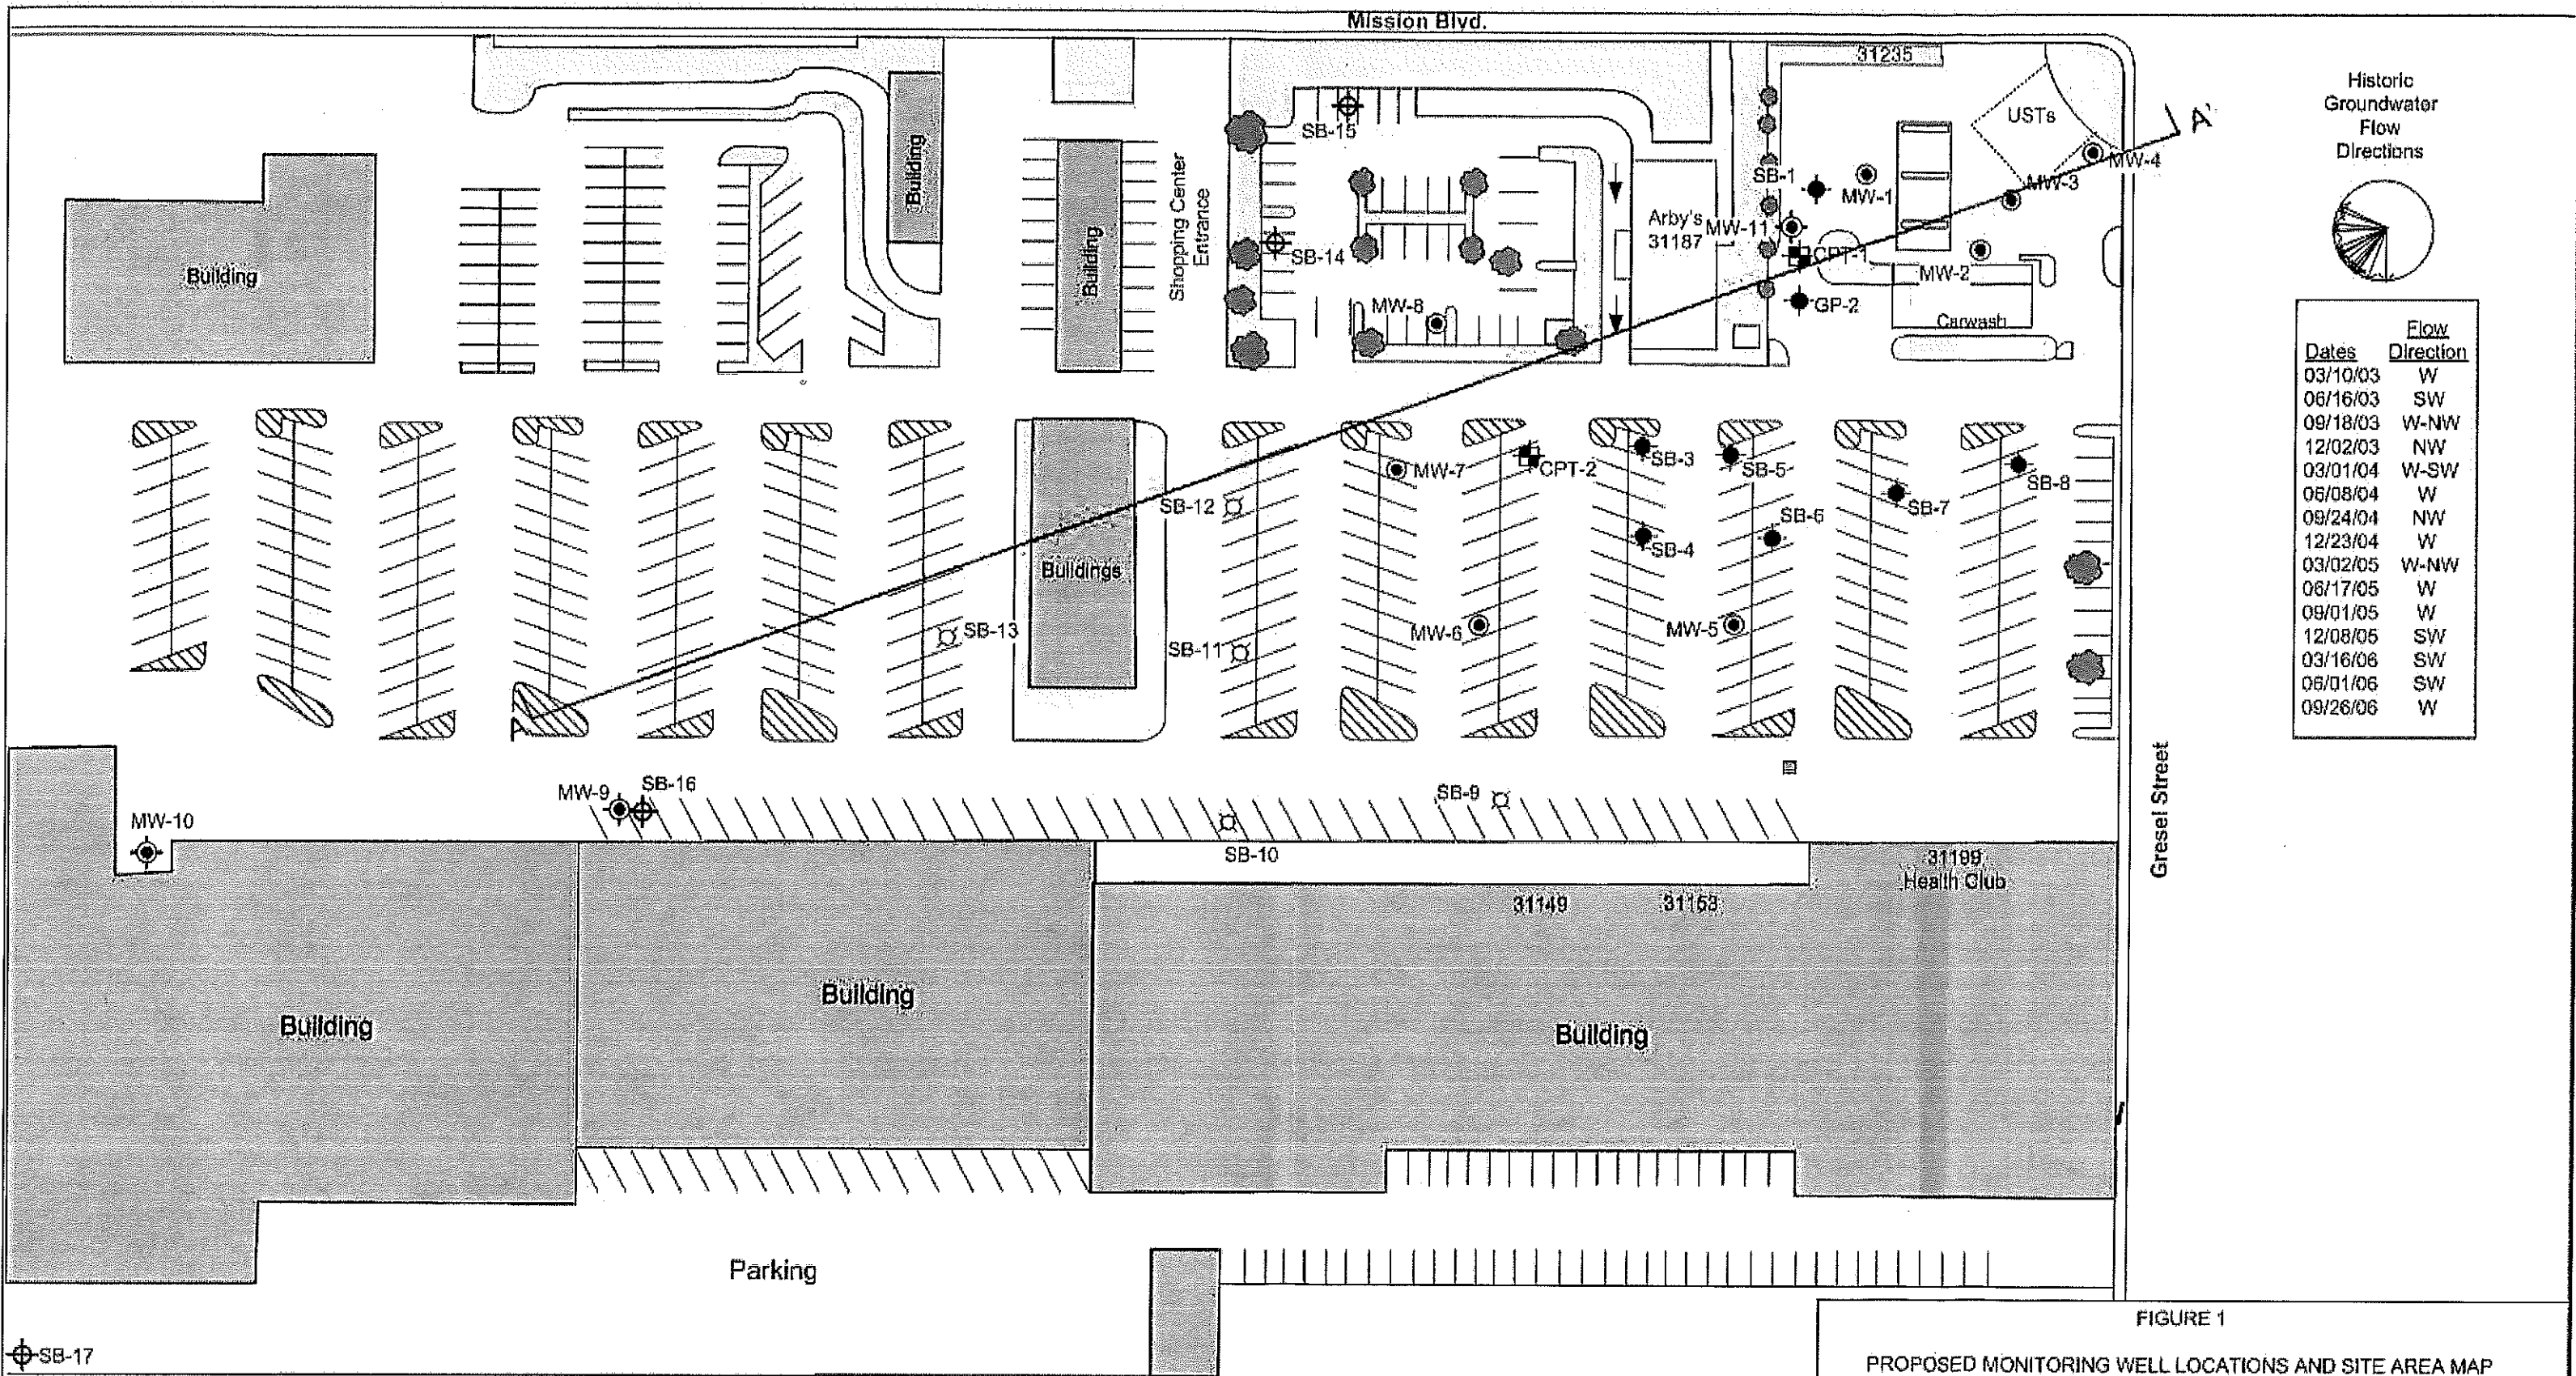 Mission Blvd.
31235
Historic
Groundwater
Flow
Directions
USTs
A'
MW-4
MW-3
SB-1
MW-1
SB-15
Building
Building
Building
Shopping Center
Entrance
SB-14
Arby's
31187
MW-11
CPT-1
MW-2
GP-2
MW-8
Carwash
Dates Flow Direction
03/10/03 W
06/16/03 SW
09/18/03 W-NW
12/02/03 NW
03/01/04 W-SW
06/08/04 W
09/24/04 NW
12/23/04 W
03/02/05 W-NW
06/17/05 W
09/01/05 W
12/08/05 SW
03/16/06 SW
06/01/06 SW
09/26/06 W
MW-7
CPT-2
SB-3
SB-5
SB-8
SB-7
SB-12
SB-6
SB-4
Buildings
SB-13
SB-11
MW-6
MW-5
A
Gresel Street
MW-9
SB-16
SB-9
MW-10
SB-10
31199
Health Club
31149
31153
Building
Building
Building
Parking
SB-17
FIGURE 1
PROPOSED MONITORING WELL LOCATIONS AND SITE AREA MAP